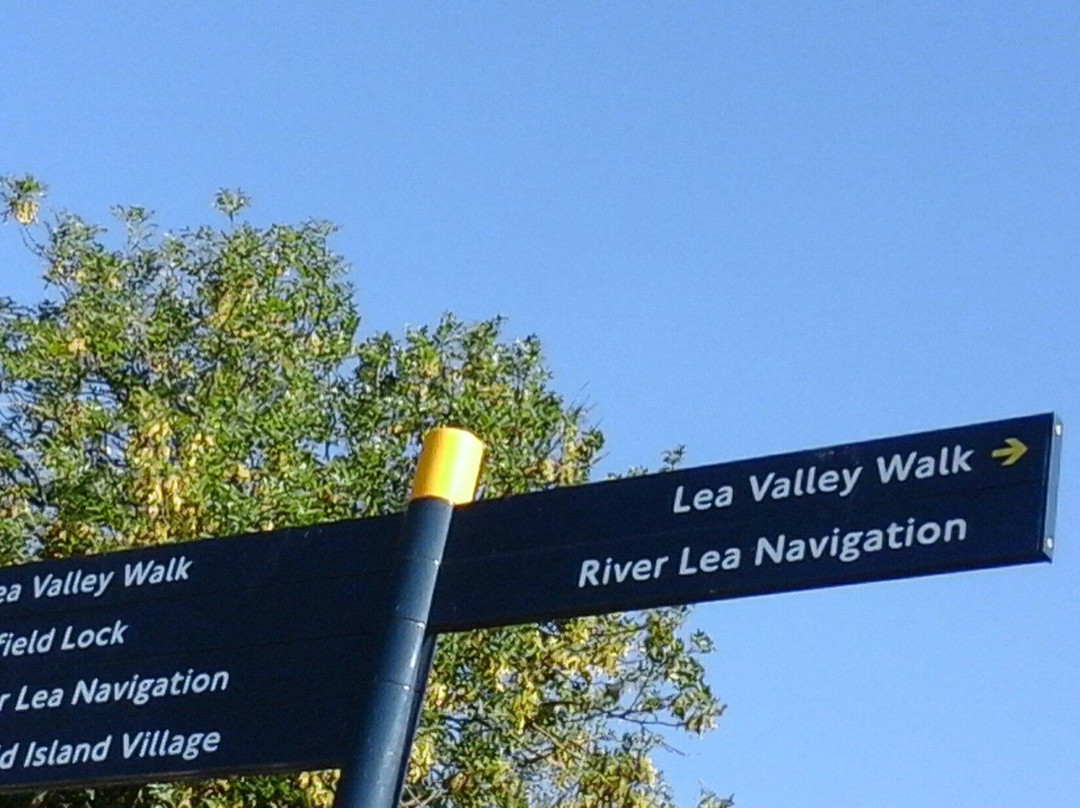 Lea Valley Walk
River Lea Navigation
ea Valley Walk
field Lock
r Lea Navigation
d Island Village